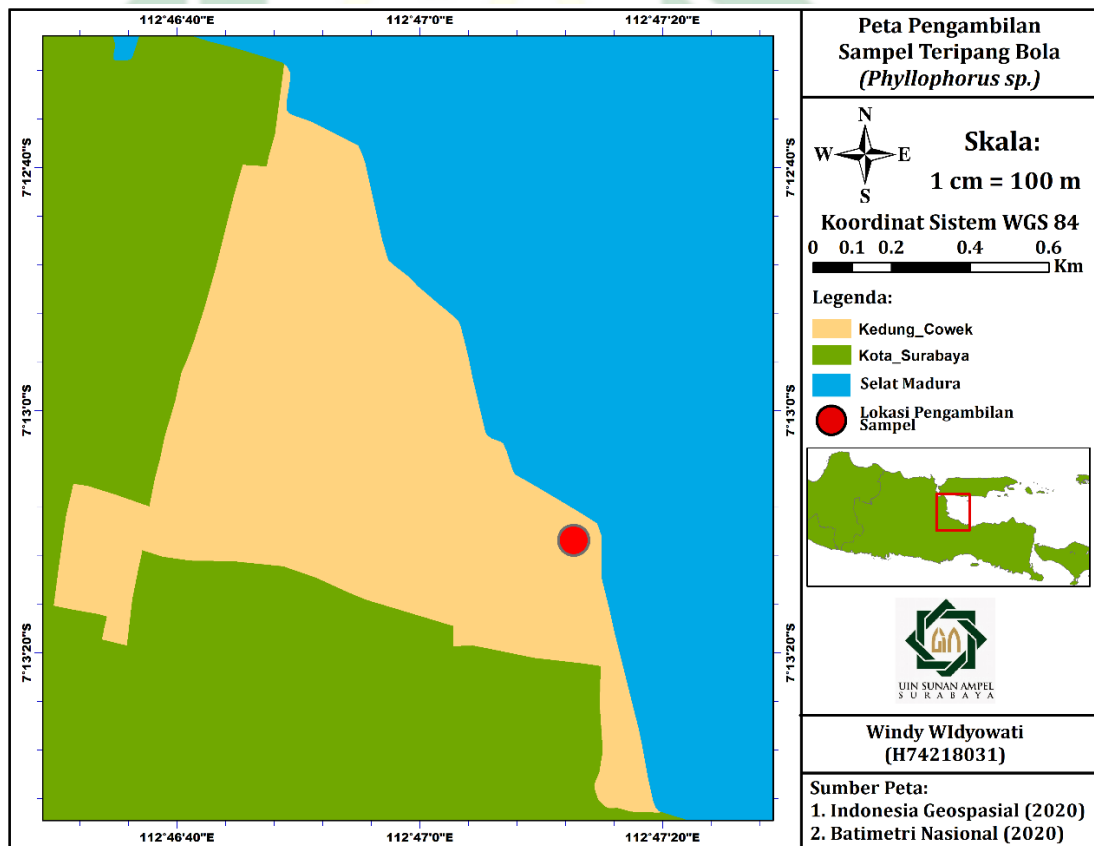 112°46'40"E 112°47'0"E 112°47'20"E
7°12'40"S 7°12'40"S
7°13'0"S 7°13'0"S
7°13'20"S 7°13'20"S
112°46'40"E 112°47'0"E 112°47'20"E
Peta Pengambilan
Sampel Teripang Bola
(Phyllophorus sp.)
N
W E
S
Skala:
1 cm = 100 m
Koordinat Sistem WGS 84
0 0.1 0.2 0.4 0.6
Km
Legenda:
Kedung_Cowek
Kota_Surabaya
Selat Madura
Lokasi Pengambilan
Sampel
UIN SUNAN AMPEL
SURABAYA
Windy WIdyowati
(H74218031)
Sumber Peta:
1. Indonesia Geospasial (2020)
2. Batimetri Nasional (2020)